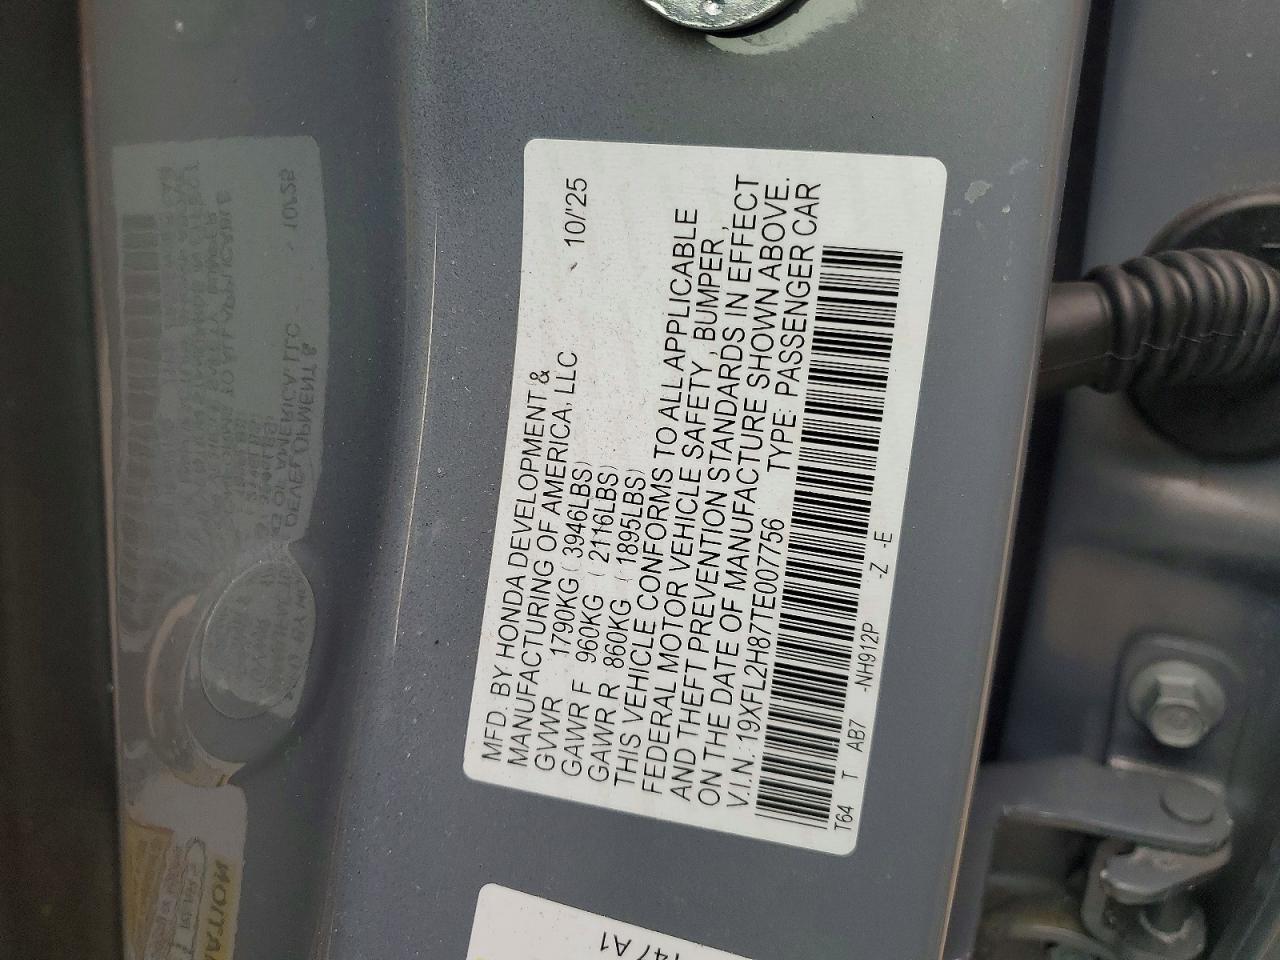 MFD. BY HONDA DEVELOPMENT &
MANUFACTURING OF AMERICA, LLC 10/'25
GVWR 1790KG (3946LBS)
GAWR F 960KG (2116LBS)
GAWR R 860KG (1895LBS)
THIS VEHICLE CONFORMS TO ALL APPLICABLE
FEDERAL MOTOR VEHICLE SAFETY, BUMPER,
AND THEFT PREVENTION STANDARDS IN EFFECT
ON THE DATE OF MANUFACTURE SHOWN ABOVE.
V.I.N.: 19XFL2H87TE007756 TYPE: PASSENGER CAR
T64 T AB7 -NH912P -Z -E
147 A1